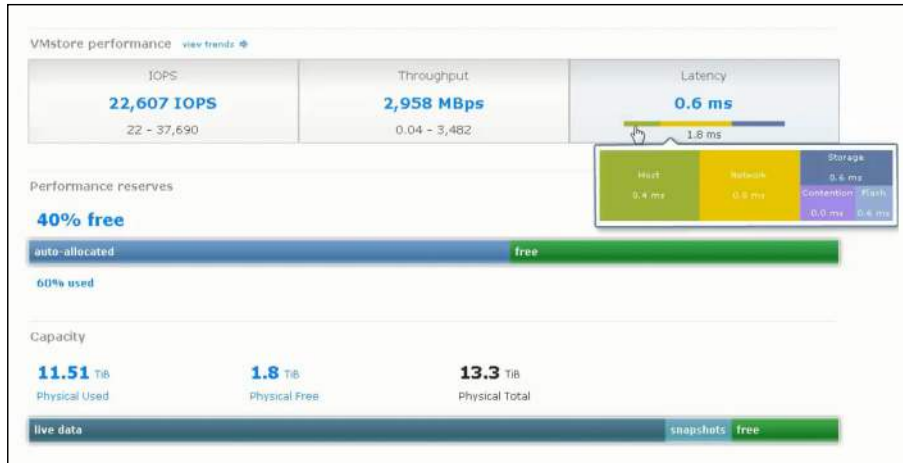 VMstore performance view trends
IOPS Throughput Latency
22,607 IOPS 2,958 MBps 0.6 ms
22 - 37,690 0.04 - 3,482 1.8 ms
Host Network Storage
0.4 ms 0.6 ms
Contention Flash
0.0 ms 0.6 ms
Performance reserves
40% free
auto-allocated free
60% used
Capacity
11.51 TiB 1.8 TiB 13.3 TiB
Physical Used Physical Free Physical Total
live data snapshots free